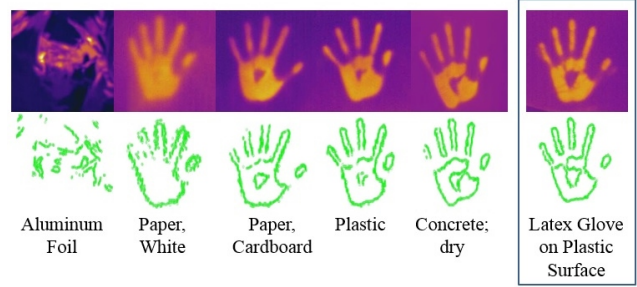 Aluminum
Foil
Paper,
White
Paper,
Cardboard
Plastic
Concrete;
dry
Latex Glove
on Plastic
Surface